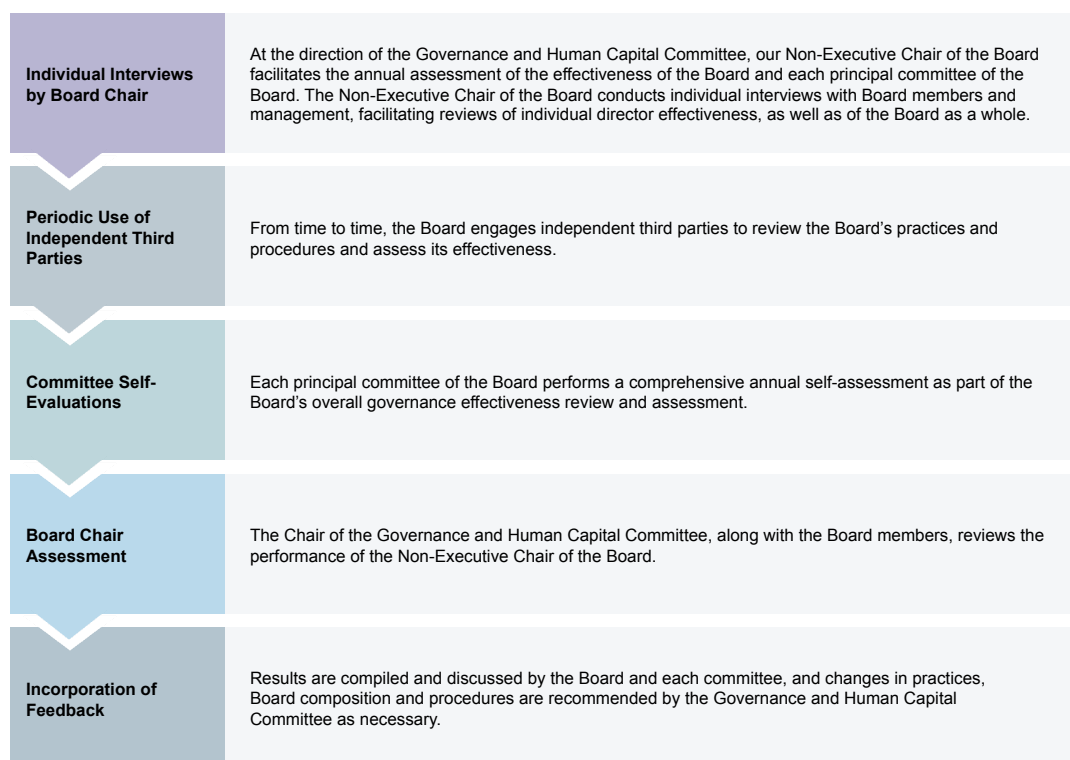 Individual Interviews
by Board Chair
At the direction of the Governance and Human Capital Committee, our Non-Executive Chair of the Board
facilitates the annual assessment of the effectiveness of the Board and each principal committee of the
Board. The Non-Executive Chair of the Board conducts individual interviews with Board members and
management, facilitating reviews of individual director effectiveness, as well as of the Board as a whole.
Periodic Use of
Independent Third
Parties
From time to time, the Board engages independent third parties to review the Board’s practices and
procedures and assess its effectiveness.
Committee Self-
Evaluations
Each principal committee of the Board performs a comprehensive annual self-assessment as part of the
Board’s overall governance effectiveness review and assessment.
Board Chair
Assessment
The Chair of the Governance and Human Capital Committee, along with the Board members, reviews the
performance of the Non-Executive Chair of the Board.
Incorporation of
Feedback
Results are compiled and discussed by the Board and each committee, and changes in practices,
Board composition and procedures are recommended by the Governance and Human Capital
Committee as necessary.